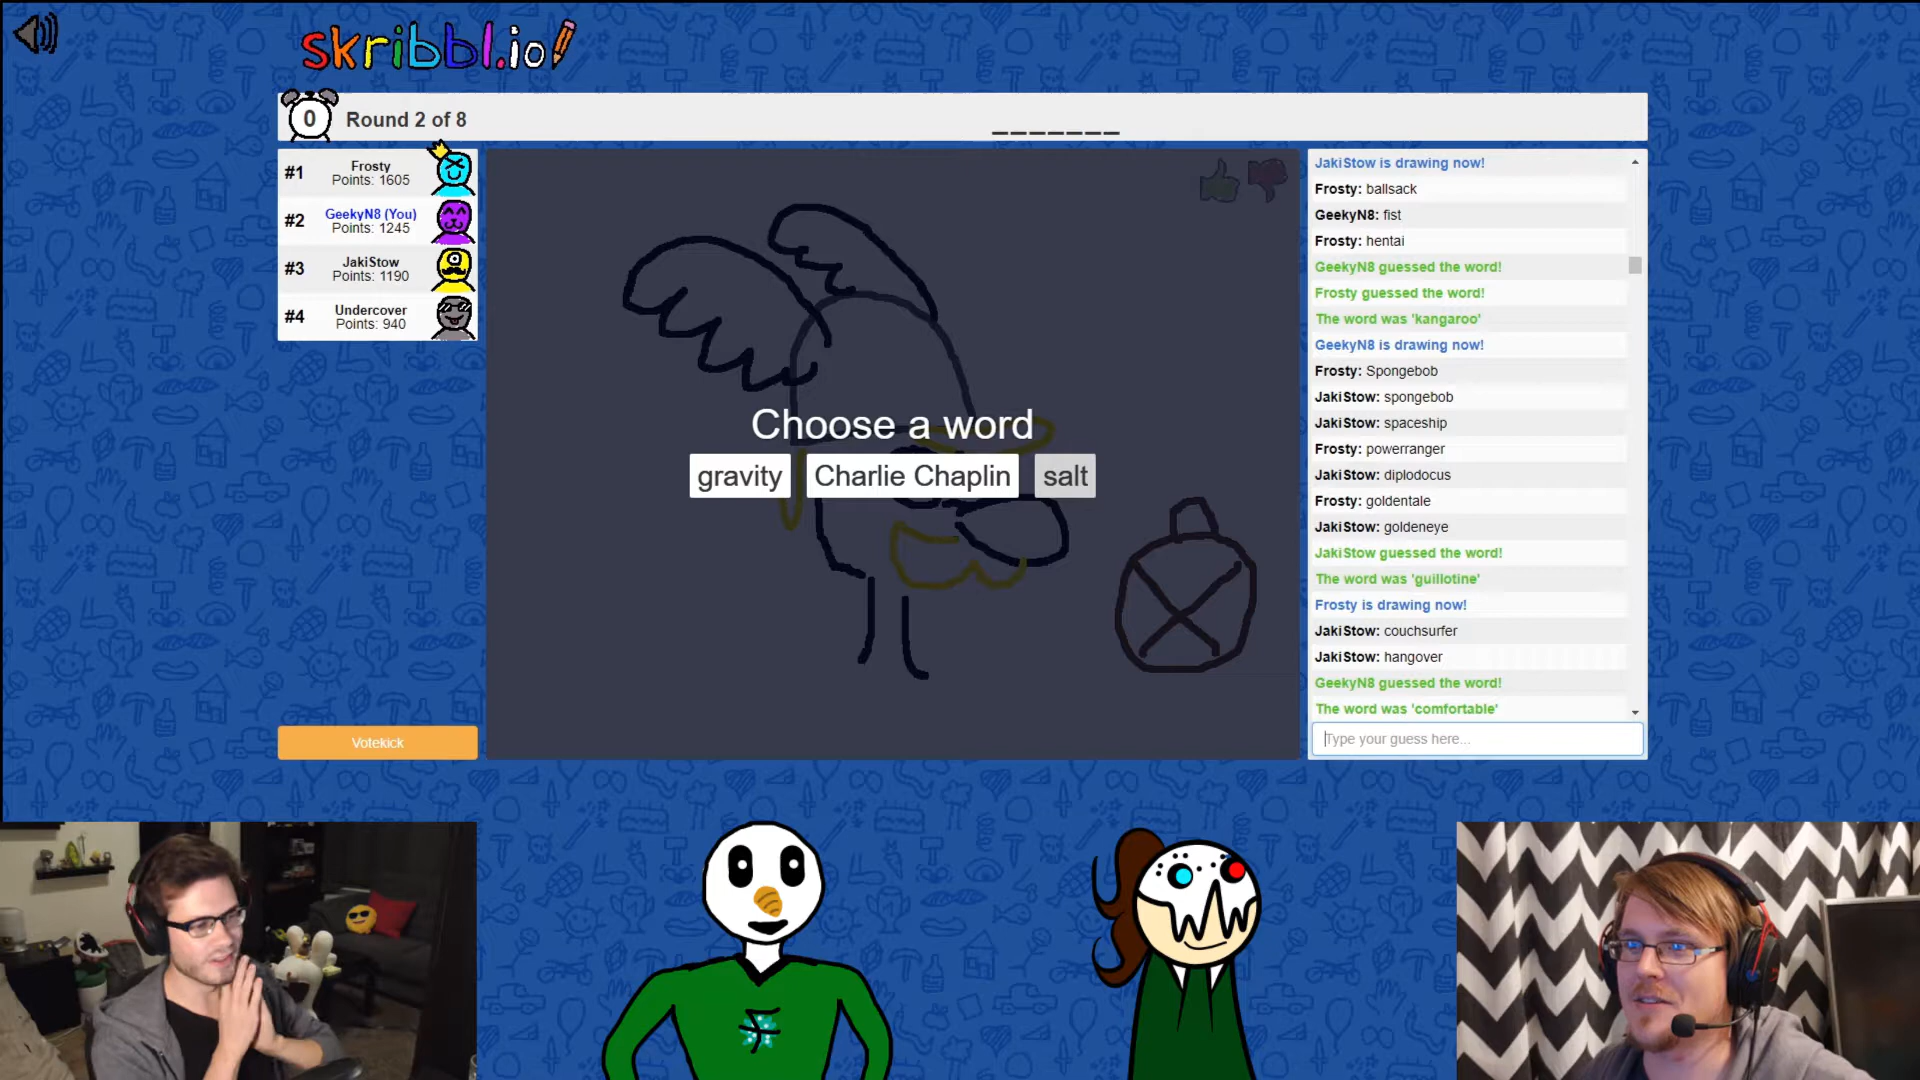 skribbl.io
0
Round 2 of 8
_______
#1
Frosty
Points: 1605
#2
GeekyN8 (You)
Points: 1245
#3
JakiStow
Points: 1190
#4
Undercover
Points: 940
Votekick
Choose a word
gravity
Charlie Chaplin
salt
JakiStow is drawing now!
Frosty: ballsack
GeekyN8: fist
Frosty: hentai
GeekyN8 guessed the word!
Frosty guessed the word!
The word was 'kangaroo'
GeekyN8 is drawing now!
Frosty: Spongebob
JakiStow: spongebob
JakiStow: spaceship
Frosty: powerranger
JakiStow: diplodocus
Frosty: goldentale
JakiStow: goldeneye
JakiStow guessed the word!
The word was 'guillotine'
Frosty is drawing now!
JakiStow: couchsurfer
JakiStow: hangover
GeekyN8 guessed the word!
The word was 'comfortable'
Type your guess here...